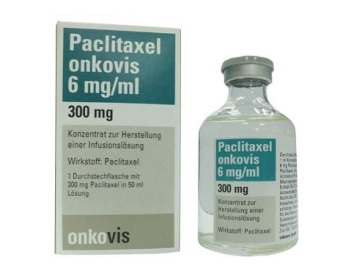 Paclitaxel
onkovis
6 mg/ml
300 mg
Konzentrat zur Herstellung
einer Infusionslösung
Wirkstoff: Paclitaxel
1 Durchstechflasche mit
300 mg Paclitaxel in 50 ml
Lösung
onkovis
Paclitaxel
onkovis
6 mg/ml
300 mg
Konzentrat zur Herstellung
einer Infusionslösung
Wirkstoff: Paclitaxel